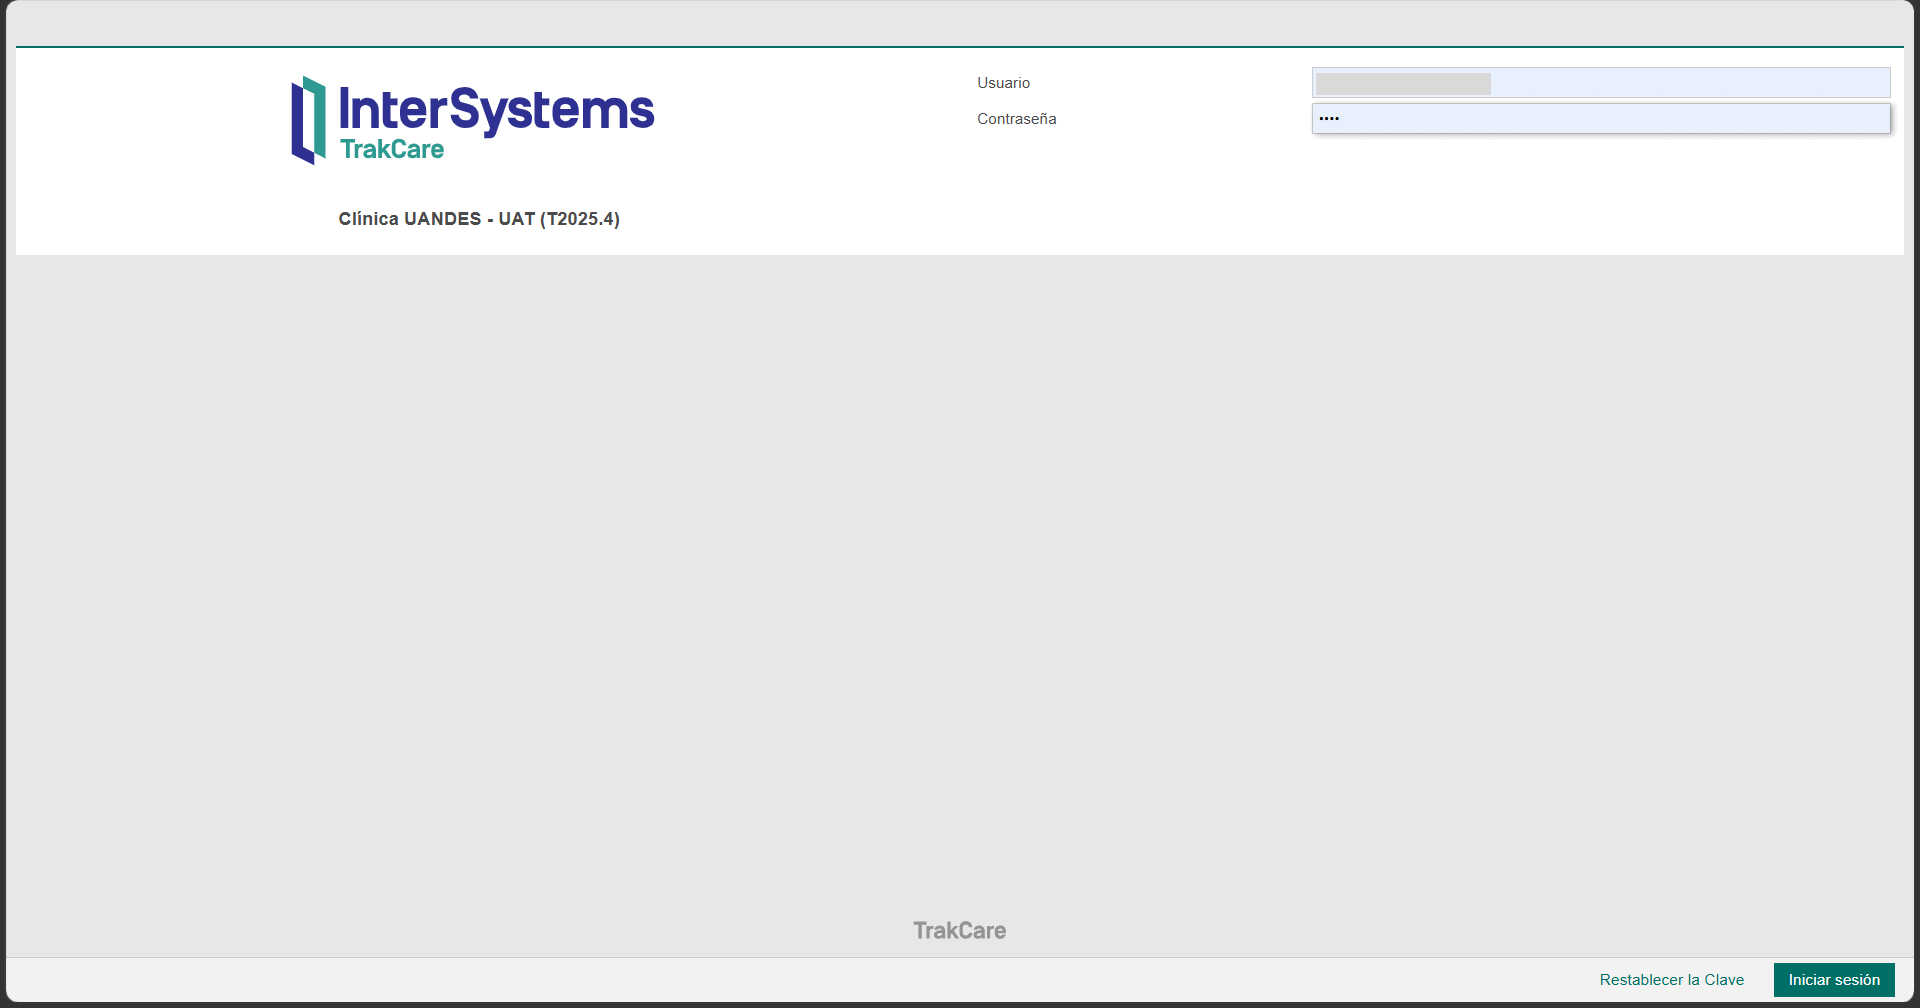 InterSystems
TrakCare
Clínica UANDES - UAT (T2025.4)
Usuario
Contraseña
••••
TrakCare
Restablecer la Clave
Iniciar sesión